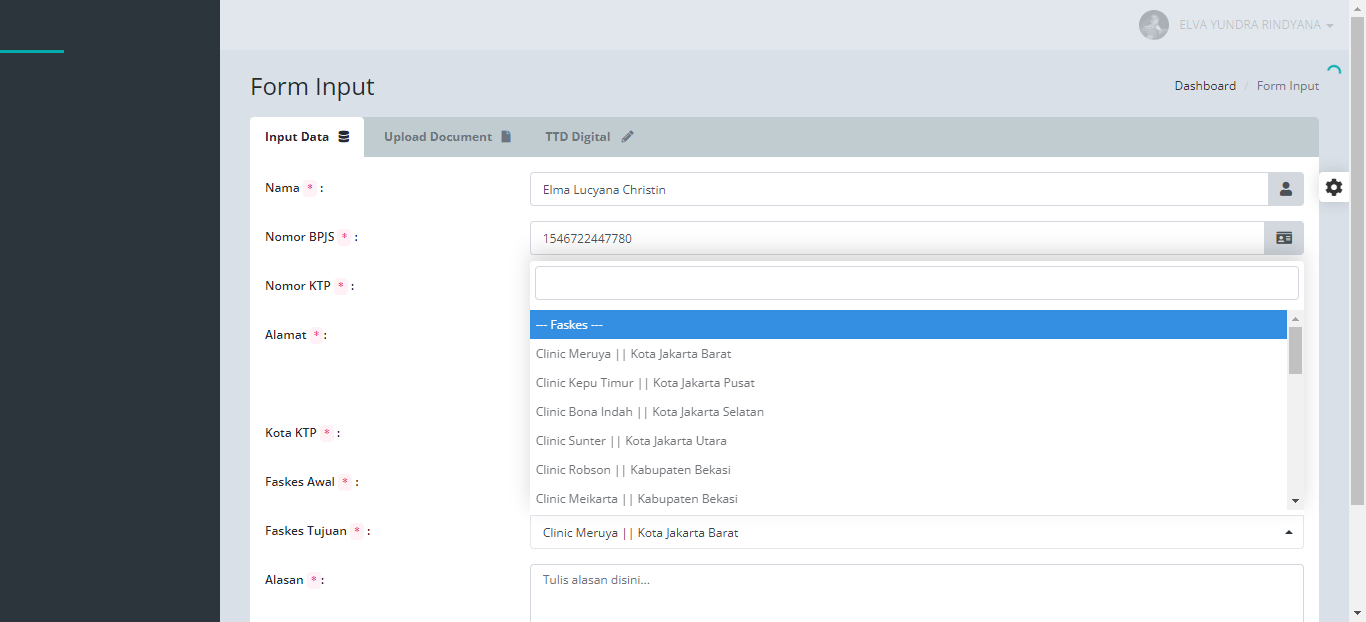 ELVA YUNDRA RINDYANA
Form Input
Dashboard / Form Input
Input Data
Upload Document
TTD Digital
Nama * :
Elma Lucyana Christin
Nomor BPJS * :
1546722447780
Nomor KTP * :
Alamat * :
--- Faskes ---
Clinic Meruya || Kota Jakarta Barat
Clinic Kepu Timur || Kota Jakarta Pusat
Clinic Bona Indah || Kota Jakarta Selatan
Clinic Sunter || Kota Jakarta Utara
Clinic Robson || Kabupaten Bekasi
Clinic Meikarta || Kabupaten Bekasi
Kota KTP * :
Faskes Awal * :
Faskes Tujuan * :
Clinic Meruya || Kota Jakarta Barat
Alasan * :
Tulis alasan disini...